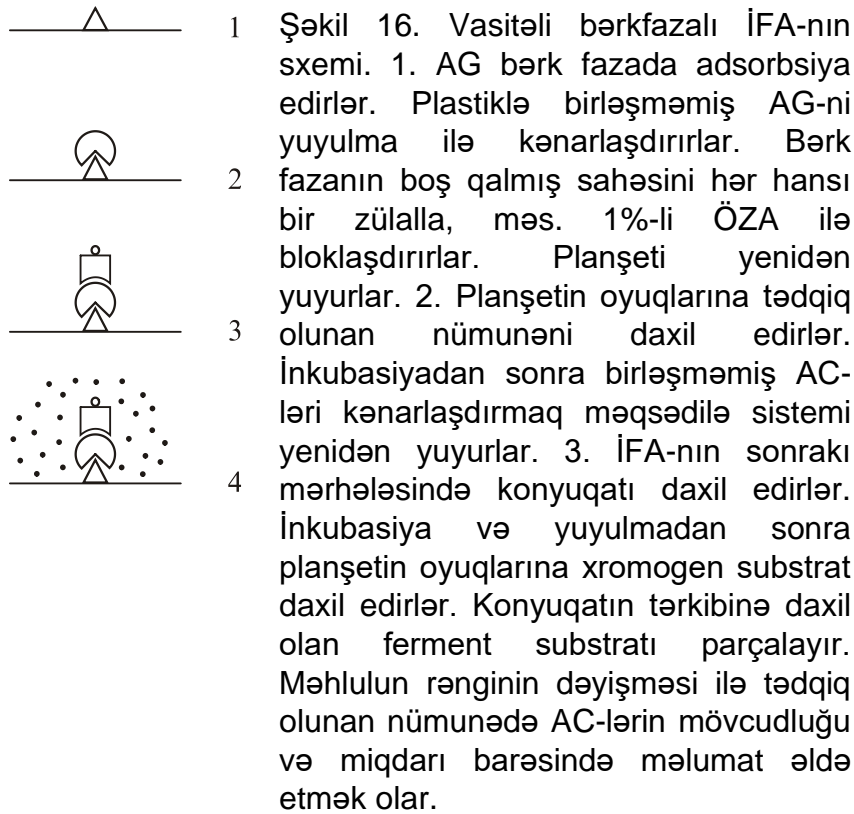 1 Şəkil 16. Vasitəli bərkfazalı İFA-nın
sxemi. 1. AG bərk fazada adsorbsiya
edirlər. Plastiklə birləşməmiş AG-ni
yuyulma ilə kənarlaşdırırlar. Bərk
2 fazanın boş qalmış sahəsini hər hansı
bir zülalla, məs. 1%-li ÖZA ilə
bloklaşdırırlar. Planşeti yenidən
yuyurlar. 2. Planşetin oyuqlarına tədqiq
3 olunan nümunəni daxil edirlər.
İnkubasiyadan sonra birləşməmiş AC-
ləri kənarlaşdırmaq məqsədilə sistemi
yenidən yuyurlar. 3. İFA-nın sonrakı
4 mərhələsində konyuqatı daxil edirlər.
İnkubasiya və yuyulmadan sonra
planşetin oyuqlarına xromogen substrat
daxil edirlər. Konyuqatın tərkibinə daxil
olan ferment substratı parçalayır.
Məhlulun rənginin dəyişməsi ilə tədqiq
olunan nümunədə AC-lərin mövcudluğu
və miqdarı barəsində məlumat əldə
etmək olar.